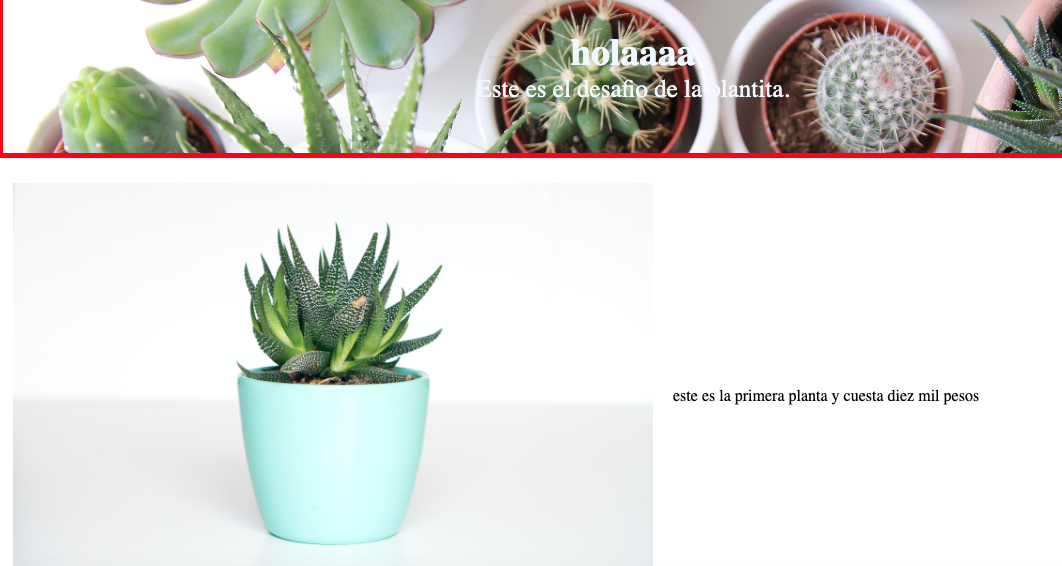 holaaaa
Este es el desafio de la plantita.
este es la primera planta y cuesta diez mil pesos